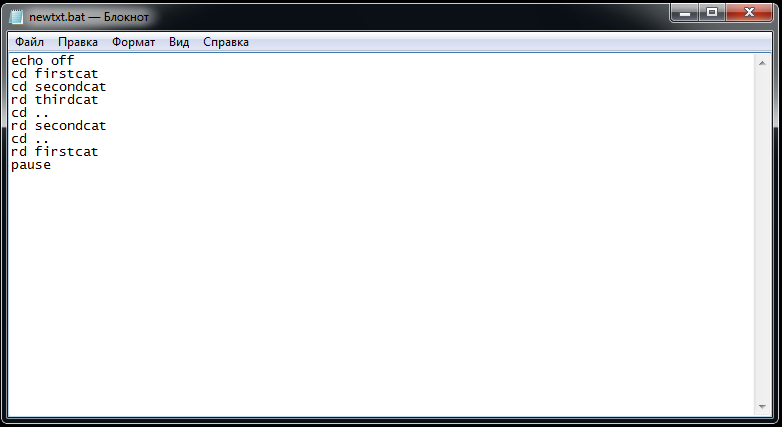 newtxt.bat — Блокнот
Файл Правка Формат Вид Справка
echo off
cd firstcat
cd secondcat
rd thirdcat
cd ..
rd secondcat
cd ..
rd firstcat
pause